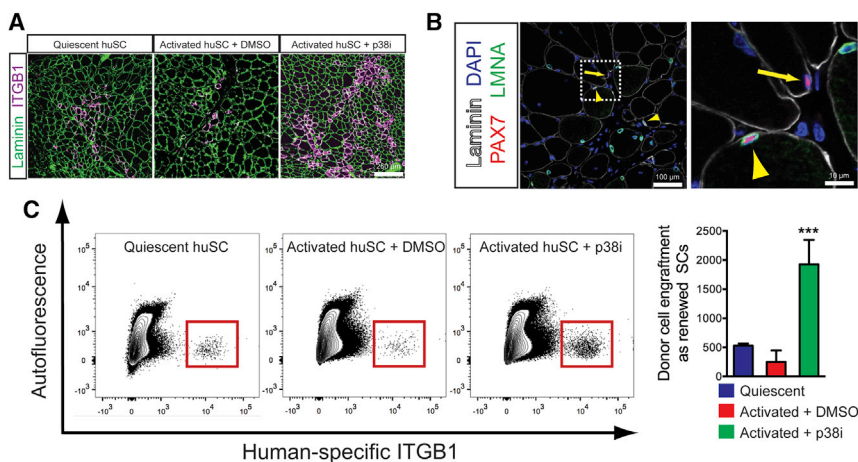 A
Quiescent huSC
Activated huSC + DMSO
Activated huSC + p38i
Laminin ITGB1
250 µm
B
Laminin DAPI
PAX7 LMNA
100 µm
10 µm
C
Autofluorescence
Quiescent huSC
10⁵
10⁴
10³
0
-10³
-10³ 0 10³ 10⁴ 10⁵
Activated huSC + DMSO
10⁵
10⁴
10³
0
-10³
-10³ 0 10³ 10⁴ 10⁵
Activated huSC + p38i
10⁵
10⁴
10³
0
-10³
-10³ 0 10³ 10⁴ 10⁵
Human-specific ITGB1
Donor cell engraftment
as renewed SCs
2500
2000
1500
1000
500
0
***
Quiescent
Activated + DMSO
Activated + p38i